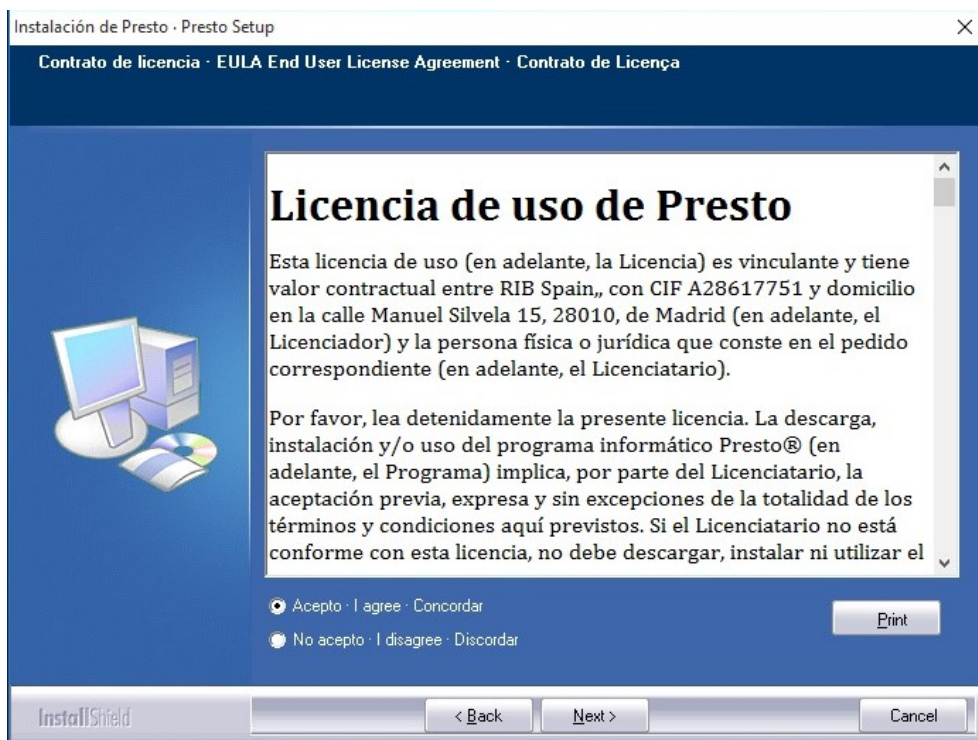 Instalación de Presto · Presto Setup
Contrato de licencia · EULA End User License Agreement · Contrato de Licença
Licencia de uso de Presto
Esta licencia de uso (en adelante, la Licencia) es vinculante y tiene
valor contractual entre RIB Spain,, con CIF A28617751 y domicilio
en la calle Manuel Silvela 15, 28010, de Madrid (en adelante, el
Licenciador) y la persona física o jurídica que conste en el pedido
correspondiente (en adelante, el Licenciatario).
Por favor, lea detenidamente la presente licencia. La descarga,
instalación y/o uso del programa informático Presto® (en
adelante, el Programa) implica, por parte del Licenciatario, la
aceptación previa, expresa y sin excepciones de la totalidad de los
términos y condiciones aquí previstos. Si el Licenciatario no está
conforme con esta licencia, no debe descargar, instalar ni utilizar el
Acepto · I agree · Concordar
No acepto · I disagree · Discordar
Print
InstallShield
< Back
Next >
Cancel